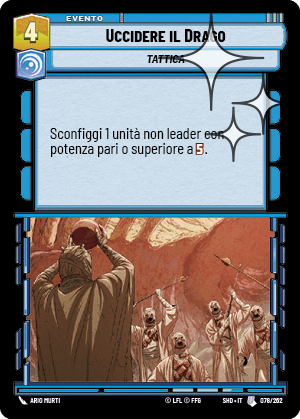 EVENTO
4
UCCIDERE IL DRAGO
TATTICA
Sconfiggi 1 unità non leader con
potenza pari o superiore a 5.
ARIO MURTI
© LFL © FFG
SHD • IT
078/262